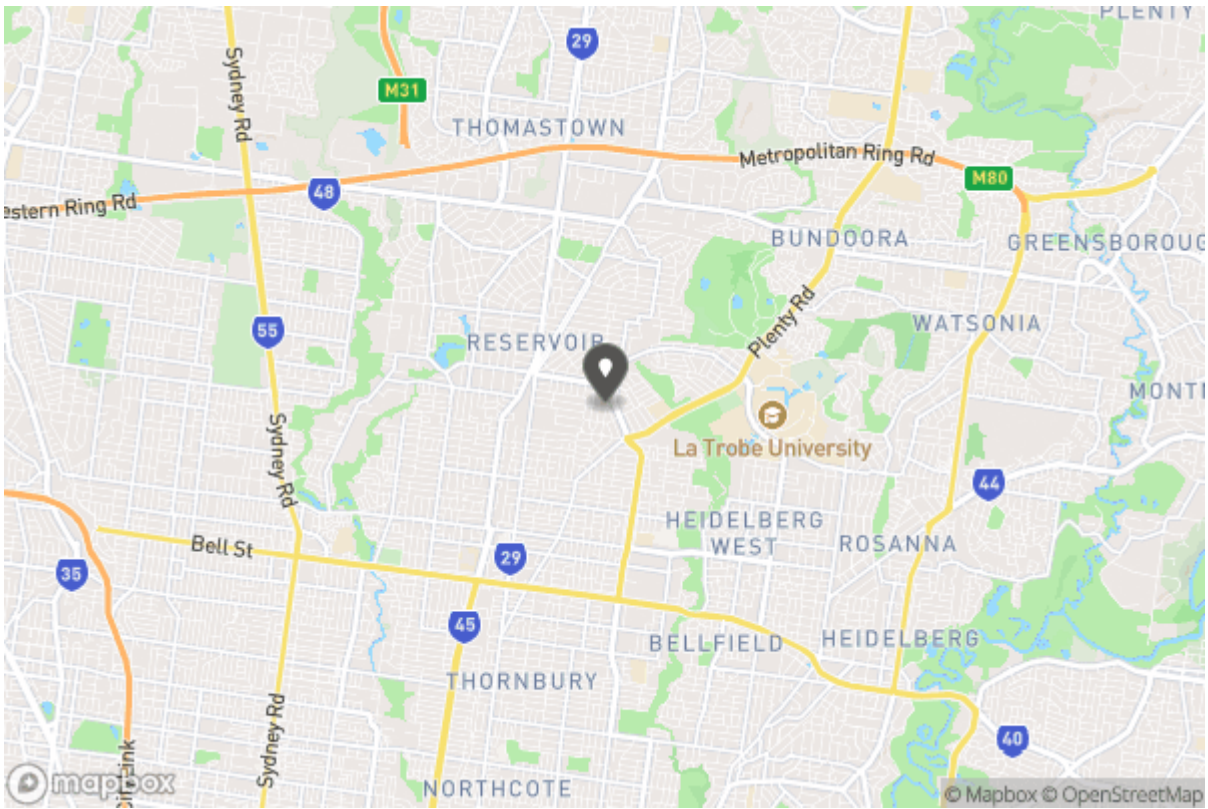 PLENTY
29
Sydney Rd
M31
THOMASTOWN
Metropolitan Ring Rd
M80
48
estern Ring Rd
BUNDOORA
GREENSBOROUG
55
RESERVOIR
Plenty Rd
WATSONIA
MONTM
La Trobe University
Sydney Rd
44
HEIDELBERG
WEST
ROSANNA
Bell St
29
35
45
BELLFIELD
HEIDELBERG
THORNBURY
Sydney Rd
40
mapbox
NORTHCOTE
© Mapbox © OpenStreetMap